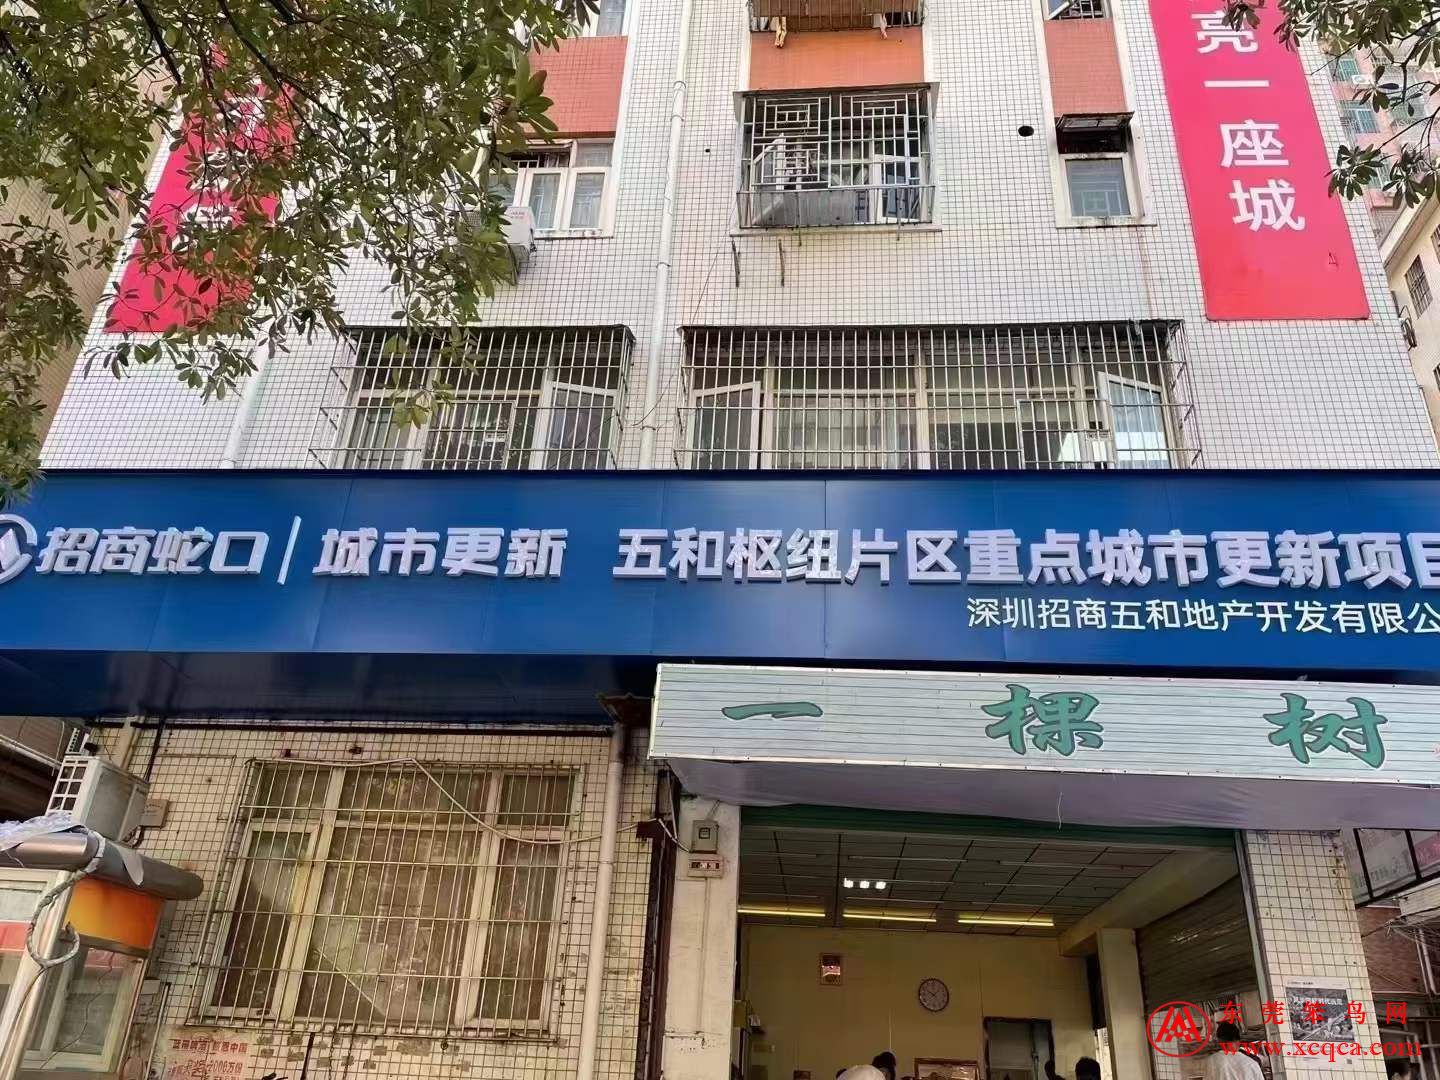 亮一座城
招商蛇口 | 城市更新 五和枢纽片区重点城市更新项目
深圳招商五和地产开发有限公
一棵树
东莞笨鸟网
www.xcqca.com